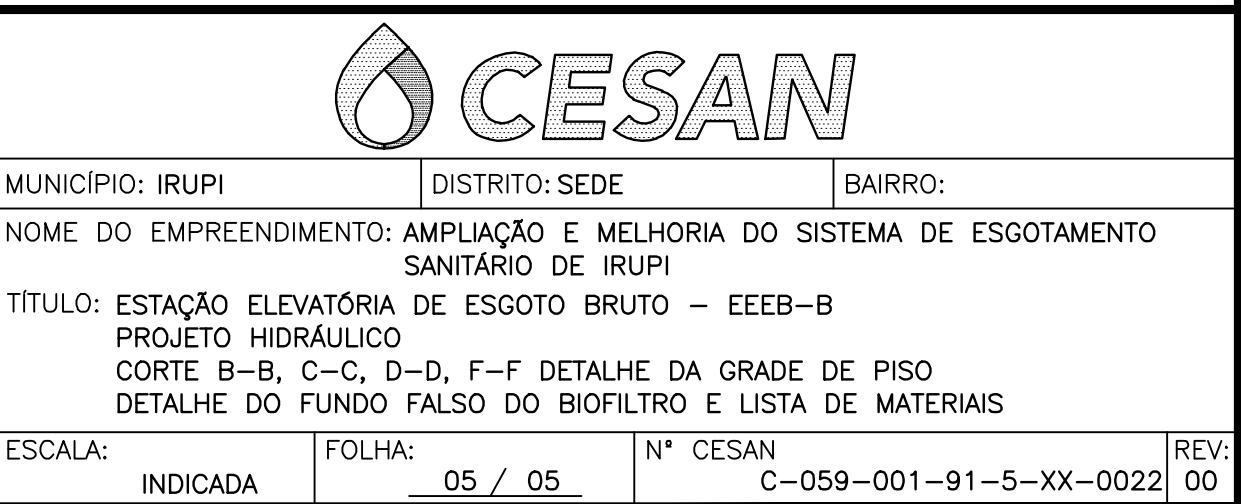 CESAN
MUNICÍPIO: IRUPI DISTRITO: SEDE BAIRRO:
NOME DO EMPREENDIMENTO: AMPLIAÇÃO E MELHORIA DO SISTEMA DE ESGOTAMENTO
SANITÁRIO DE IRUPI
TÍTULO: ESTAÇÃO ELEVATÓRIA DE ESGOTO BRUTO – EEEB–B
PROJETO HIDRÁULICO
CORTE B–B, C–C, D–D, F–F DETALHE DA GRADE DE PISO
DETALHE DO FUNDO FALSO DO BIOFILTRO E LISTA DE MATERIAIS
ESCALA: FOLHA: Nª CESAN REV:
INDICADA 05 / 05 C–059–001–91–5–XX–0022 00